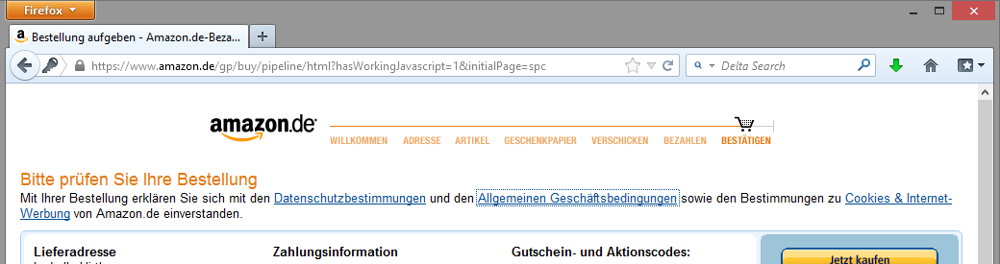 Firefox
Bestellung aufgeben - Amazon.de-Beza...
https://www.amazon.de/gp/buy/pipeline/html?hasWorkingJavascript=1&initialPage=spc
Delta Search
amazon.de
WILLKOMMEN ADRESSE ARTIKEL GESCHENKPAPIER VERSCHICKEN BEZAHLEN BESTÄTIGEN
Bitte prüfen Sie Ihre Bestellung
Mit Ihrer Bestellung erklären Sie sich mit den Datenschutzbestimmungen und den Allgemeinen Geschäftsbedingungen sowie den Bestimmungen zu Cookies & Internet-
Werbung von Amazon.de einverstanden.
Lieferadresse Zahlungsinformation Gutschein- und Aktionscodes:
Jetzt kaufen